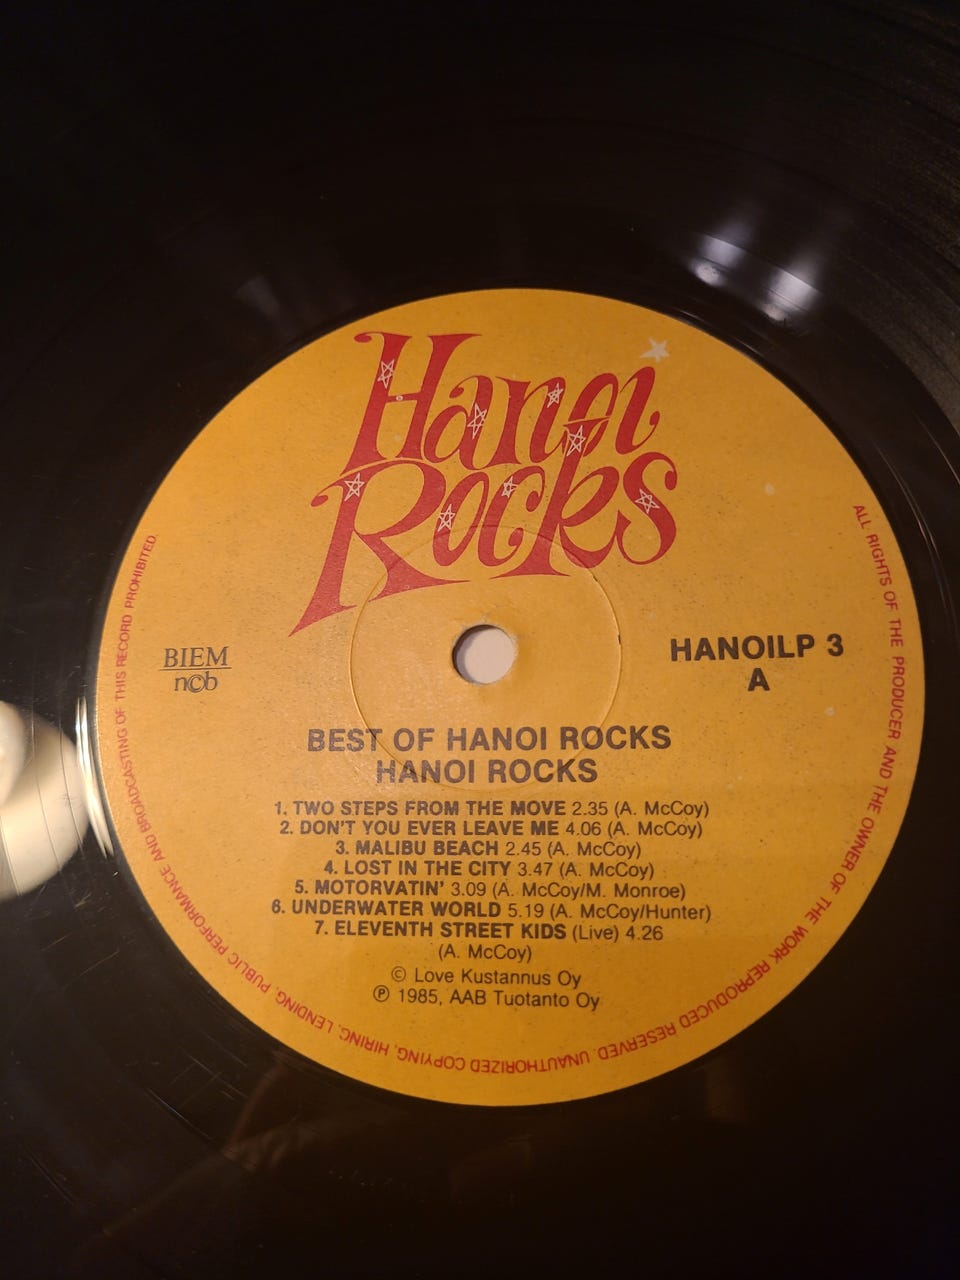 Hanoi
Rocks
BIEM
ncb
HANOILP 3
A
BEST OF HANOI ROCKS
HANOI ROCKS
1. TWO STEPS FROM THE MOVE 2.35 (A. McCoy)
2. DON'T YOU EVER LEAVE ME 4.06 (A. McCoy)
3. MALIBU BEACH 2.45 (A. McCoy)
4. LOST IN THE CITY 3.47 (A. McCoy)
5. MOTORVATIN' 3.09 (A. McCoy/M. Monroe)
6. UNDERWATER WORLD 5.19 (A. McCoy/Hunter)
7. ELEVENTH STREET KIDS (Live) 4.26
(A. McCoy)
© Love Kustannus Oy
℗ 1985, AAB Tuotanto Oy
ALL RIGHTS OF THE PRODUCER AND THE OWNER OF THE WORK REPRODUCED RESERVED. UNAUTHORIZED COPYING, HIRING, LENDING, PUBLIC PERFORMANCE AND BROADCASTING OF THIS RECORD PROHIBITED.